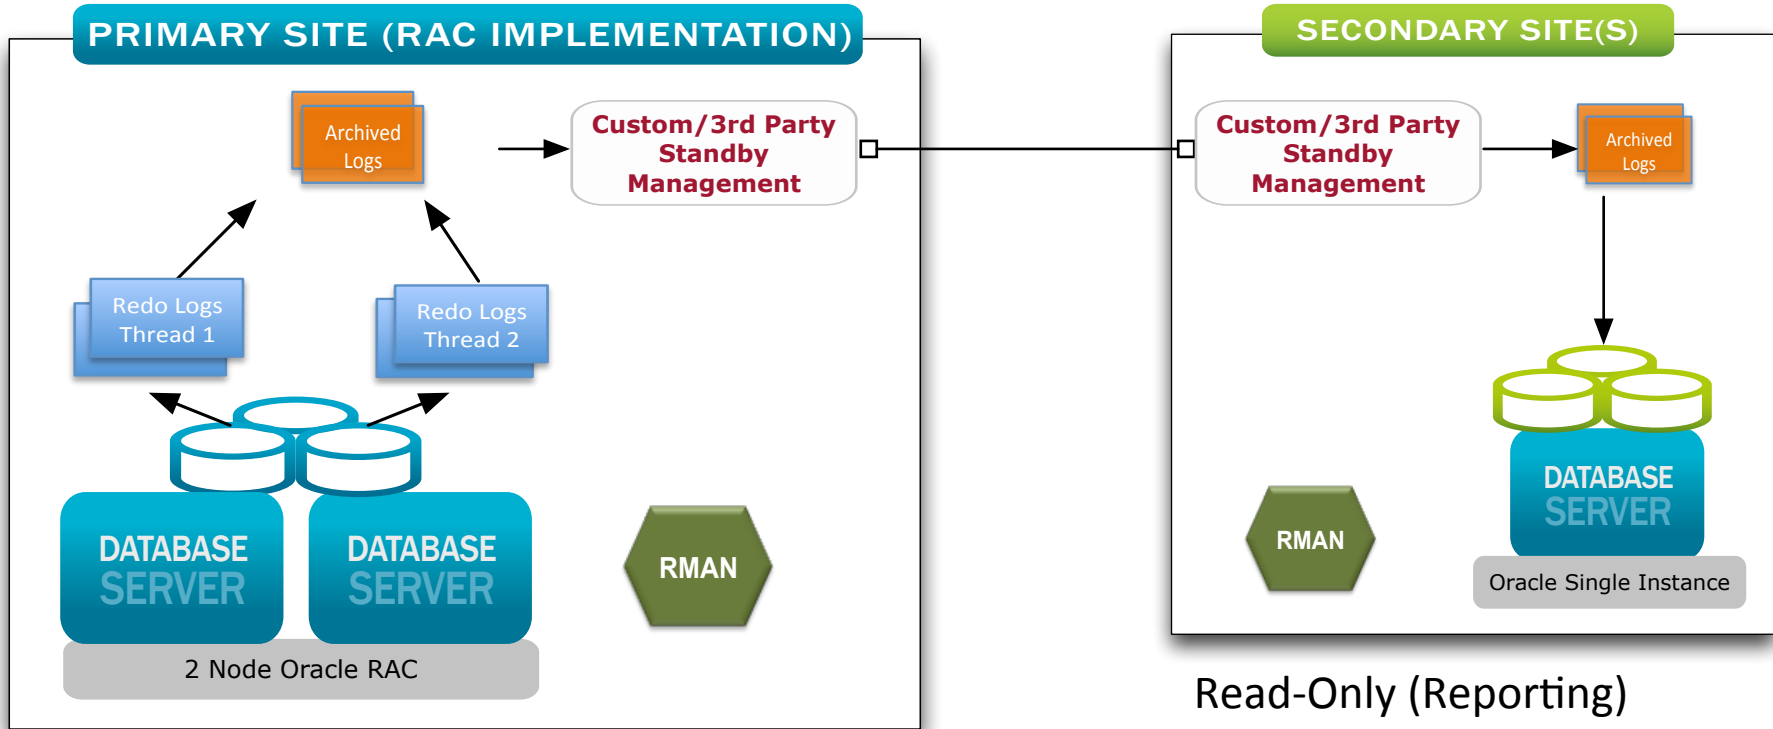 PRIMARY SITE (RAC IMPLEMENTATION)
Archived
Logs
Custom/3rd Party
Standby
Management
Redo Logs
Thread 1
Redo Logs
Thread 2
DATABASE
SERVER
DATABASE
SERVER
2 Node Oracle RAC
RMAN
SECONDARY SITE(S)
Custom/3rd Party
Standby
Management
Archived
Logs
DATABASE
SERVER
Oracle Single Instance
RMAN
Read-Only (Reporting)